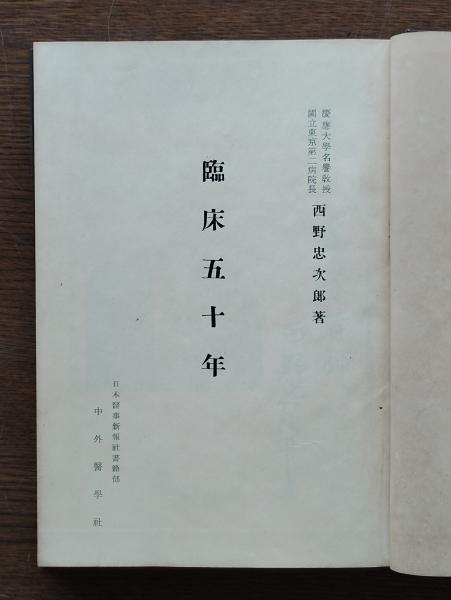 慶應大學名譽敎授
國立東京第二病院長
西野忠次郎著
臨床五十年
日本醫事新報社書籍部
中外醫學社